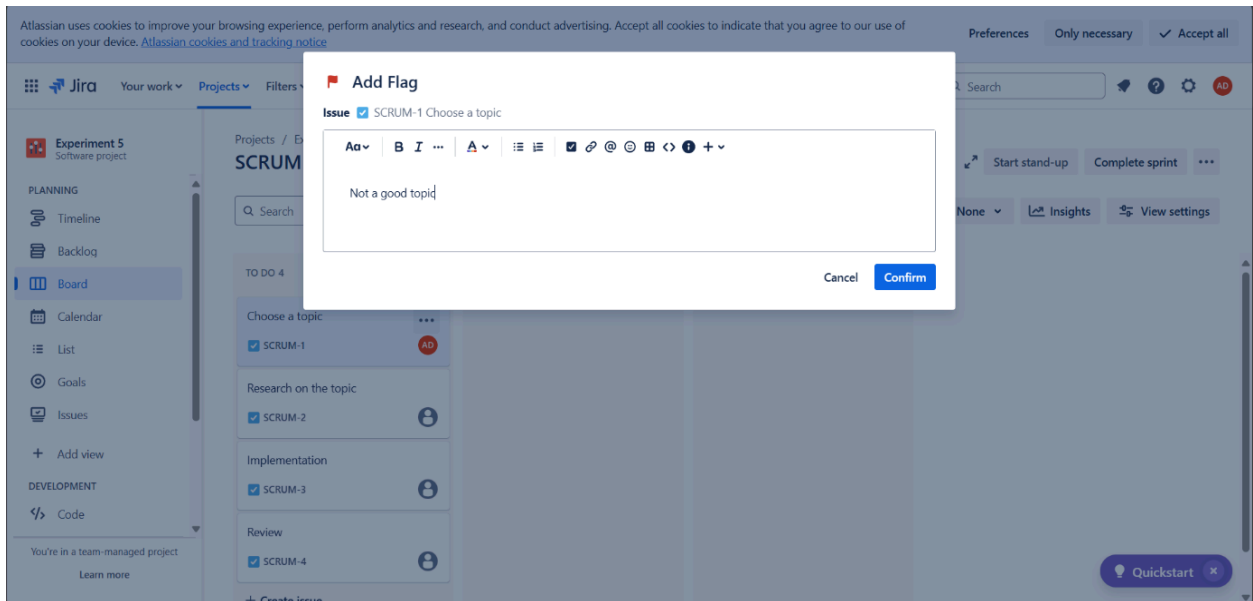 Atlassian uses cookies to improve your browsing experience, perform analytics and research, and conduct advertising. Accept all cookies to indicate that you agree to our use of
cookies on your device. Atlassian cookies and tracking notice
Preferences
Only necessary
Accept all
Jira
Your work
Projects
Filters
Search
AD
Add Flag
Issue SCRUM-1 Choose a topic
Aa B I ... A
Not a good topic
Cancel
Confirm
Experiment 5
Software project
PLANNING
Timeline
Backlog
Board
Calendar
List
Goals
Issues
Add view
DEVELOPMENT
Code
You're in a team-managed project
Learn more
Projects /
SCRUM
Search
Start stand-up
Complete sprint
None
Insights
View settings
TO DO 4
Choose a topic
SCRUM-1
AD
Research on the topic
SCRUM-2
Implementation
SCRUM-3
Review
SCRUM-4
+ Create issue
Quickstart